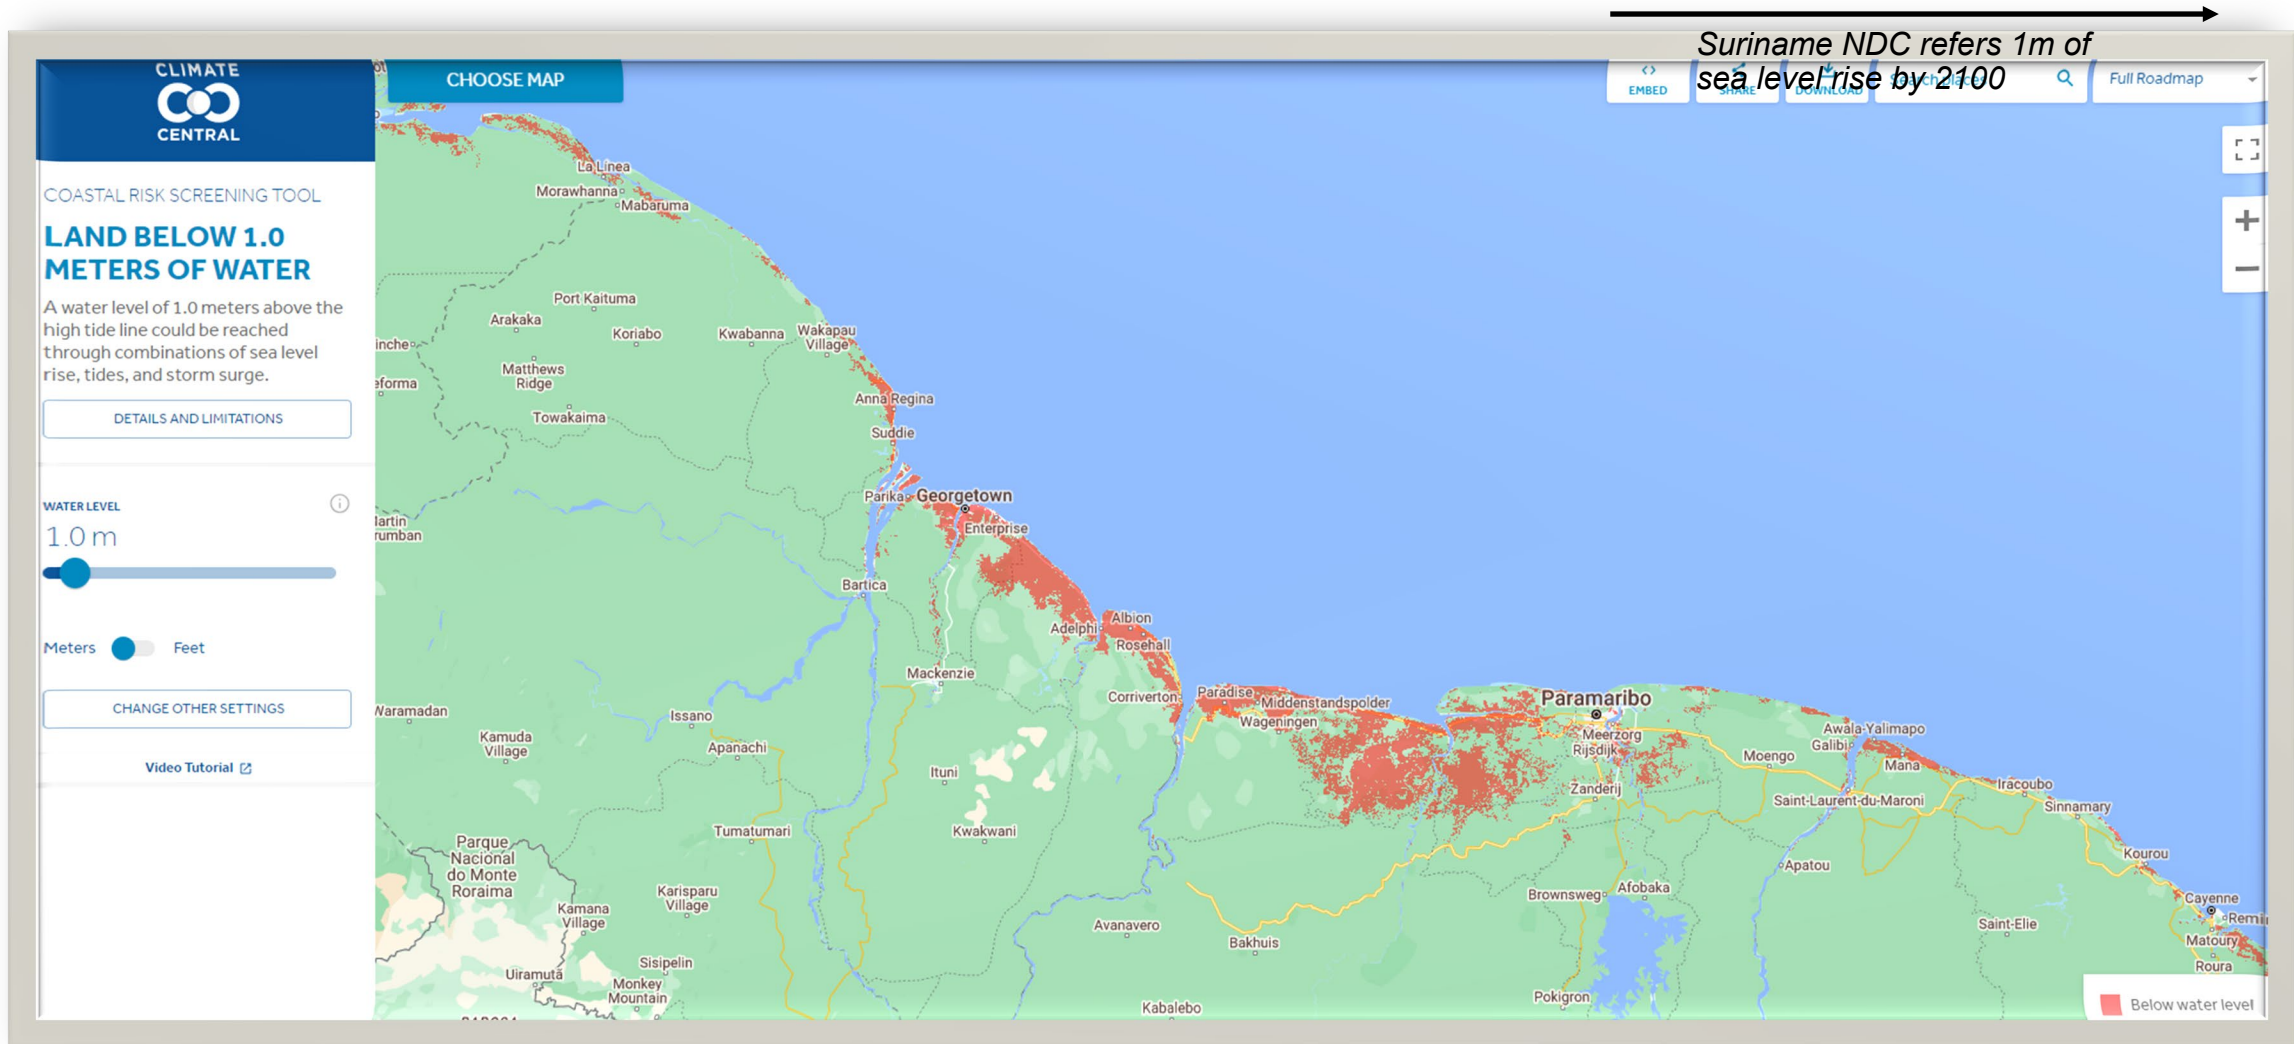 Suriname NDC refers 1m of
sea level rise by 2100
CLIMATE
CENTRAL
CHOOSE MAP
EMBED
SHARE
DOWNLOAD
Search places
Full Roadmap
COASTAL RISK SCREENING TOOL
LAND BELOW 1.0
METERS OF WATER
A water level of 1.0 meters above the
high tide line could be reached
through combinations of sea level
rise, tides, and storm surge.
DETAILS AND LIMITATIONS
WATER LEVEL
1.0 m
Meters
Feet
CHANGE OTHER SETTINGS
Video Tutorial
La Línea
Morawhanna
Mabaruma
Port Kaituma
Arakaka
Koriabo
Kwabanna
Wakapau
Village
Matthews
Ridge
Towakaima
Anna Regina
Suddie
Parika
Georgetown
Enterprise
Bartica
Albion
Adelphi
Rosehall
Mackenzie
Corriverton
Paradise
Middenstandspolder
Wageningen
Paramaribo
Meerzorg
Rijsdijk
Zanderij
Awala-Yalimapo
Galibi
Moengo
Mana
Iracoubo
Saint-Laurent-du-Maroni
Sinnamary
Waramadan
Kamuda
Village
Issano
Apanachi
Ituni
Kwakwani
Tumatumari
Parque
Nacional
do Monte
Roraima
Karisparu
Village
Kamana
Village
Avanavero
Bakhuis
Brownsweg
Afobaka
Apatou
Saint-Elie
Kourou
Cayenne
Matoury
Roura
Uiramutã
Sisipelin
Monkey
Mountain
Kabalebo
Pokigron
Below water level